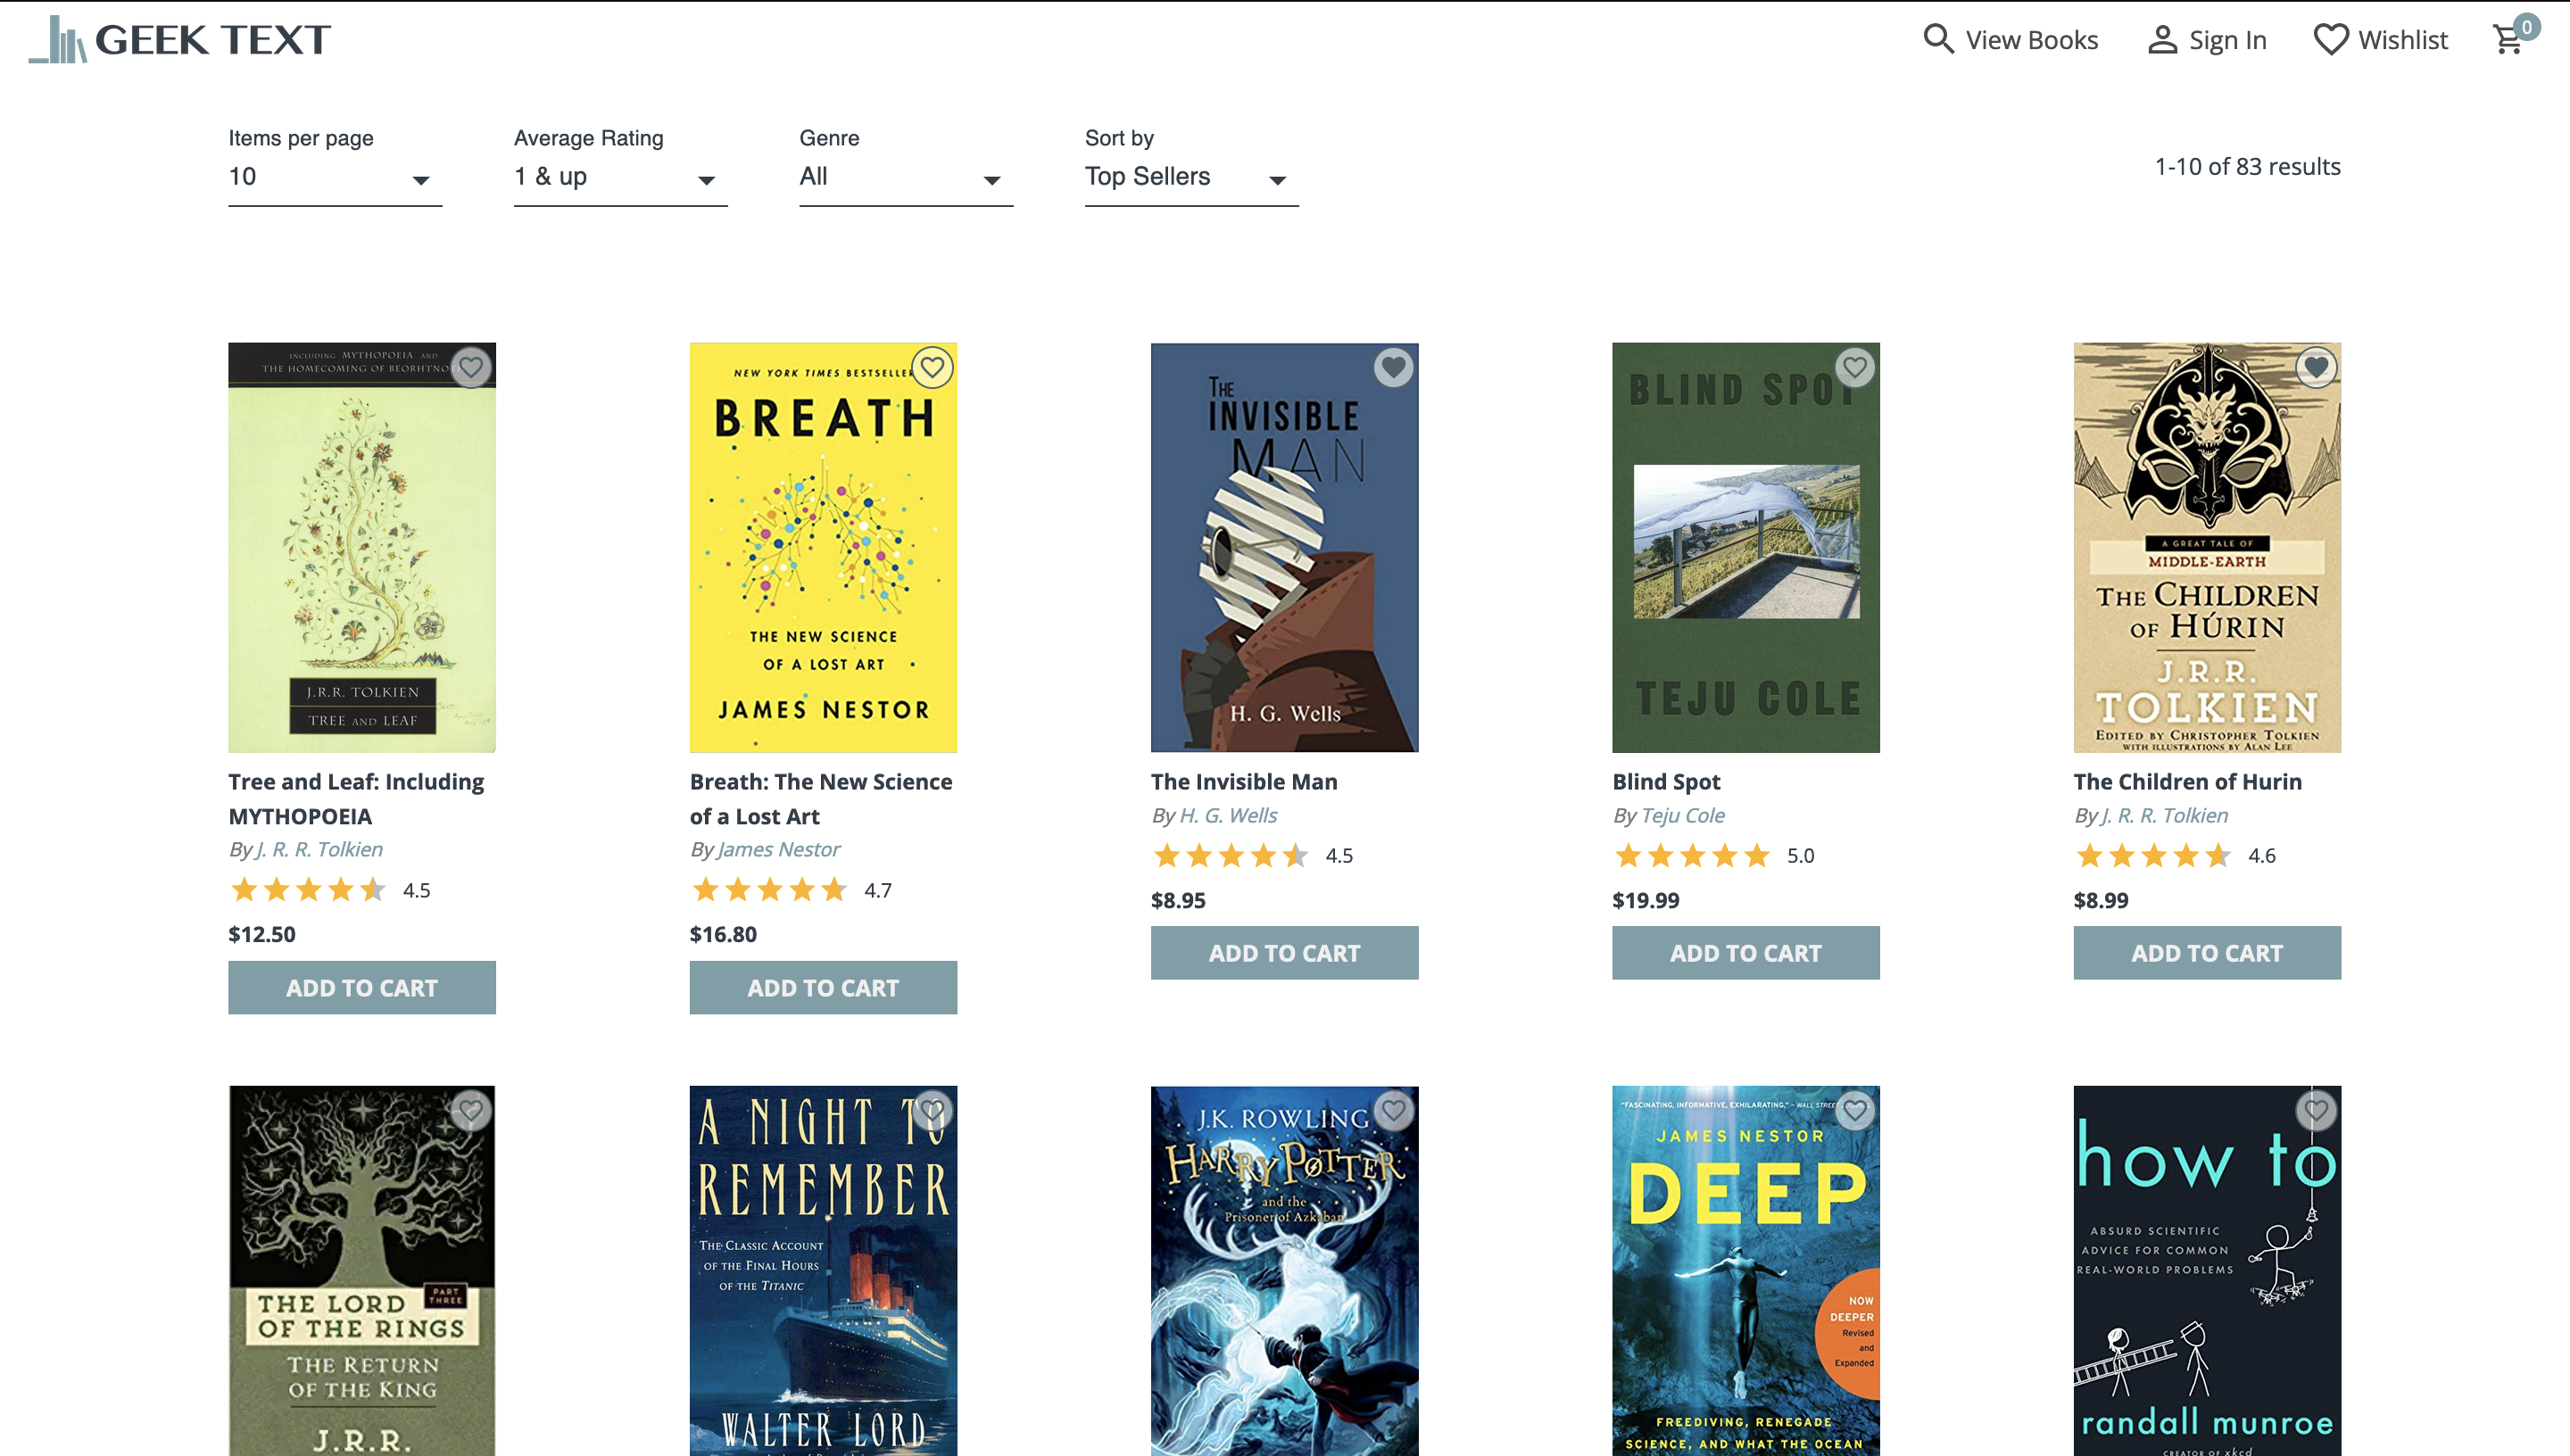 GEEK TEXT
View Books
Sign In
Wishlist
0
Items per page
10
Average Rating
1 & up
Genre
All
Sort by
Top Sellers
1-10 of 83 results
INCLUDING MYTHOPOEIA AND
THE HOMECOMING OF
J.R.R. TOLKIEN
TREE AND LEAF
Tree and Leaf: Including
MYTHOPOEIA
By J. R. R. Tolkien
4.5
$12.50
ADD TO CART
NEW YORK TIMES BESTSELLER
BREATH
THE NEW SCIENCE
OF A LOST ART
JAMES NESTOR
Breath: The New Science
of a Lost Art
By James Nestor
4.7
$16.80
ADD TO CART
THE
INVISIBLE
MAN
H. G. Wells
The Invisible Man
By H. G. Wells
4.5
$8.95
ADD TO CART
BLIND SPOT
TEJU COLE
Blind Spot
By Teju Cole
5.0
$19.99
ADD TO CART
A GREAT TALE OF
MIDDLE-EARTH
THE CHILDREN
OF HÚRIN
J.R.R.
TOLKIEN
EDITED BY CHRISTOPHER TOLKIEN
WITH ILLUSTRATIONS BY ALAN LEE
The Children of Hurin
By J. R. R. Tolkien
4.6
$8.99
ADD TO CART
PART
THREE
THE LORD
OF THE RINGS
THE RETURN
OF THE KING
J.R.R.
A NIGHT TO
REMEMBER
THE CLASSIC ACCOUNT
OF THE FINAL HOURS
OF THE TITANIC
WALTER LORD
J.K. ROWLING
HARRY POTTER
and the
Prisoner of Azkaban
"FASCINATING, INFORMATIVE, EXHILARATING." – WALL STREET
JAMES NESTOR
DEEP
NOW
DEEPER
Revised
and
Expanded
FREEDIVING, RENEGADE
SCIENCE, AND WHAT THE OCEAN
how to
ABSURD SCIENTIFIC
ADVICE FOR COMMON
REAL-WORLD PROBLEMS
randall munroe
CREATOR OF xkcd